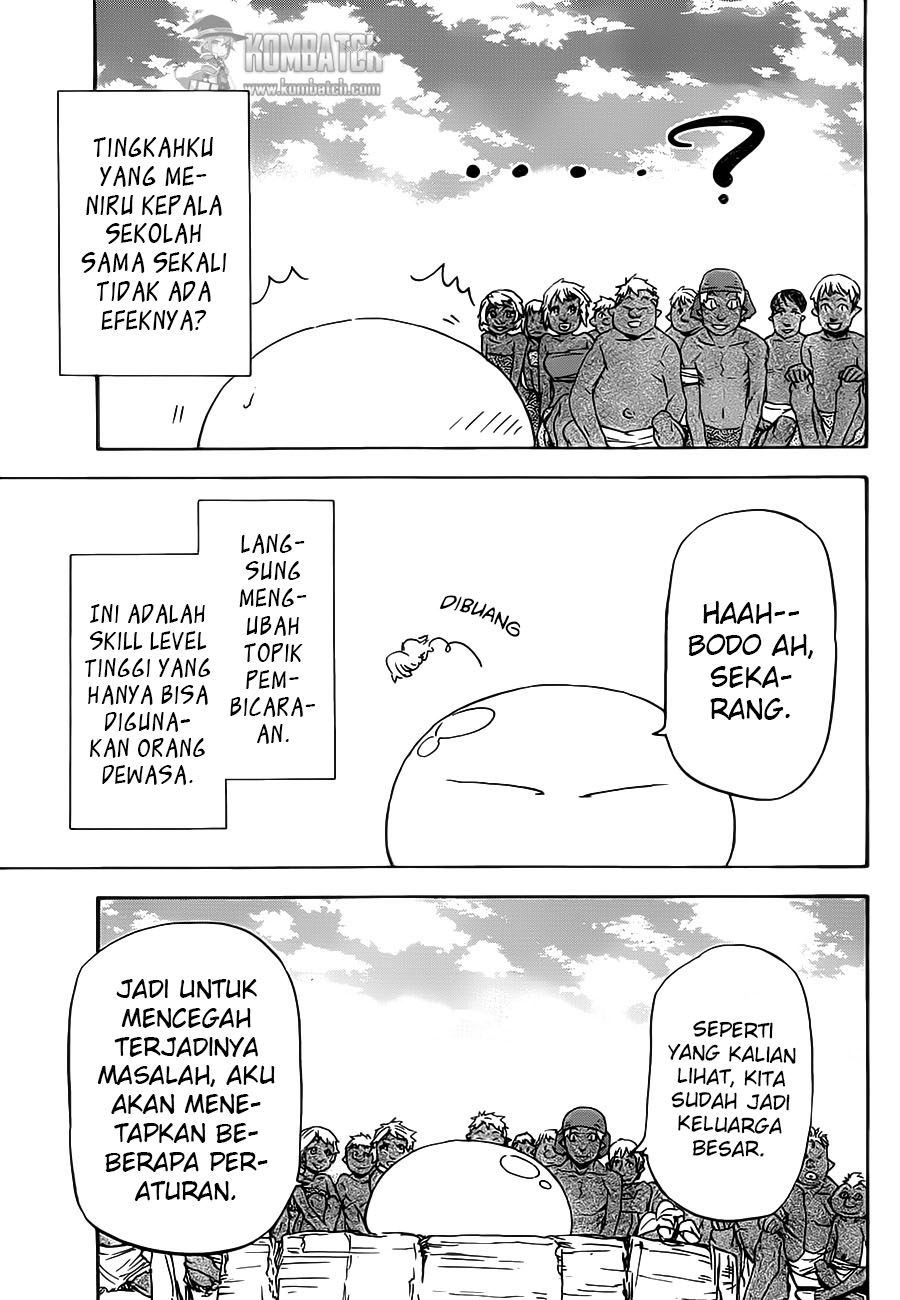 KOMBATCH
www.kombatch.com
. . . . ?
TINGKAHKU
YANG ME-
NIRU KEPALA
SEKOLAH
SAMA SEKALI
TIDAK ADA
EFEKNYA?
HAAH--
BODO AH,
SEKA-
RANG.
DIBUANG
LANG-
SUNG
MENG-
UBAH
TOPIK
PEM-
BICARA-
AN.
INI ADALAH
SKILL LEVEL
TINGGI YANG
HANYA BISA
DIGUNA-
KAN ORANG
DEWASA.
SEPERTI
YANG KALIAN
LIHAT, KITA
SUDAH JADI
KELUARGA
BESAR.
JADI UNTUK
MENCEGAH
TERJADINYA
MASALAH, AKU
AKAN MENE-
TAPKAN BE-
BERAPA PER-
ATURAN.